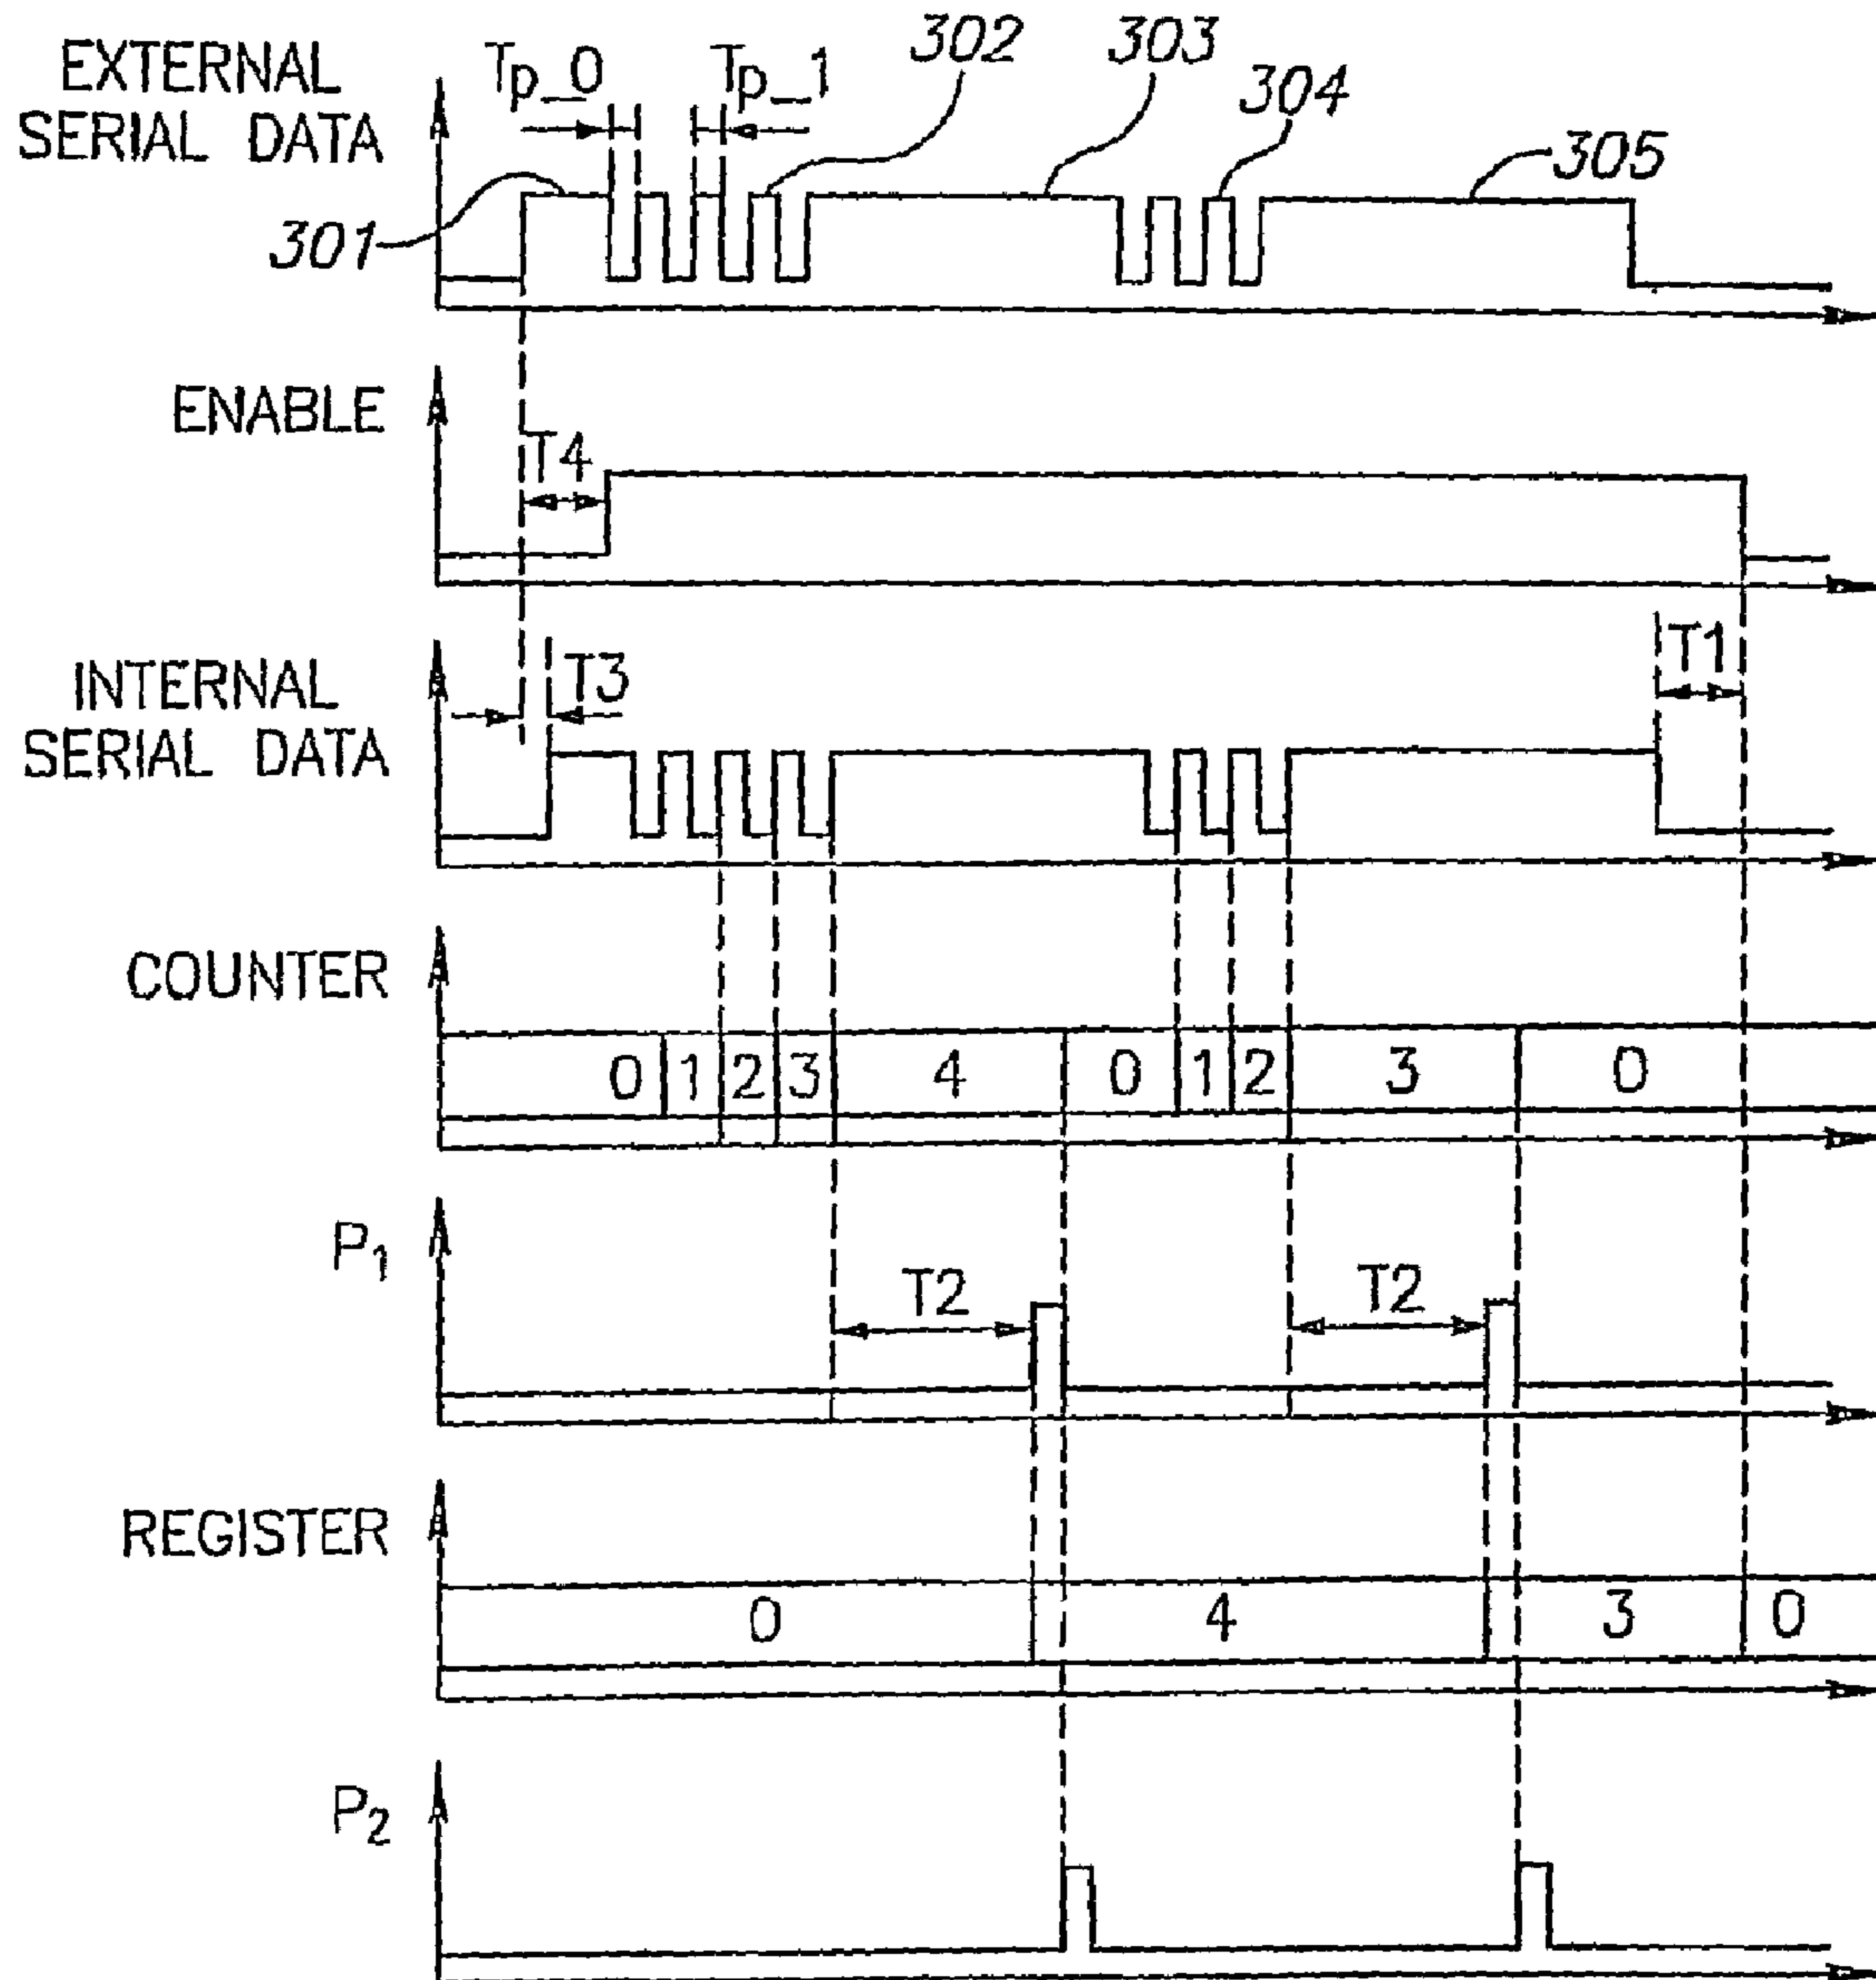 EXTERNAL
SERIAL DATA
Tp_0
Tp_1
302
303
304
305
301
ENABLE
T4
INTERNAL
SERIAL DATA
T3
T1
COUNTER
0 1 2 3 4 0 1 2 3 0
P1
T2
T2
REGISTER
0 4 3 0
P2